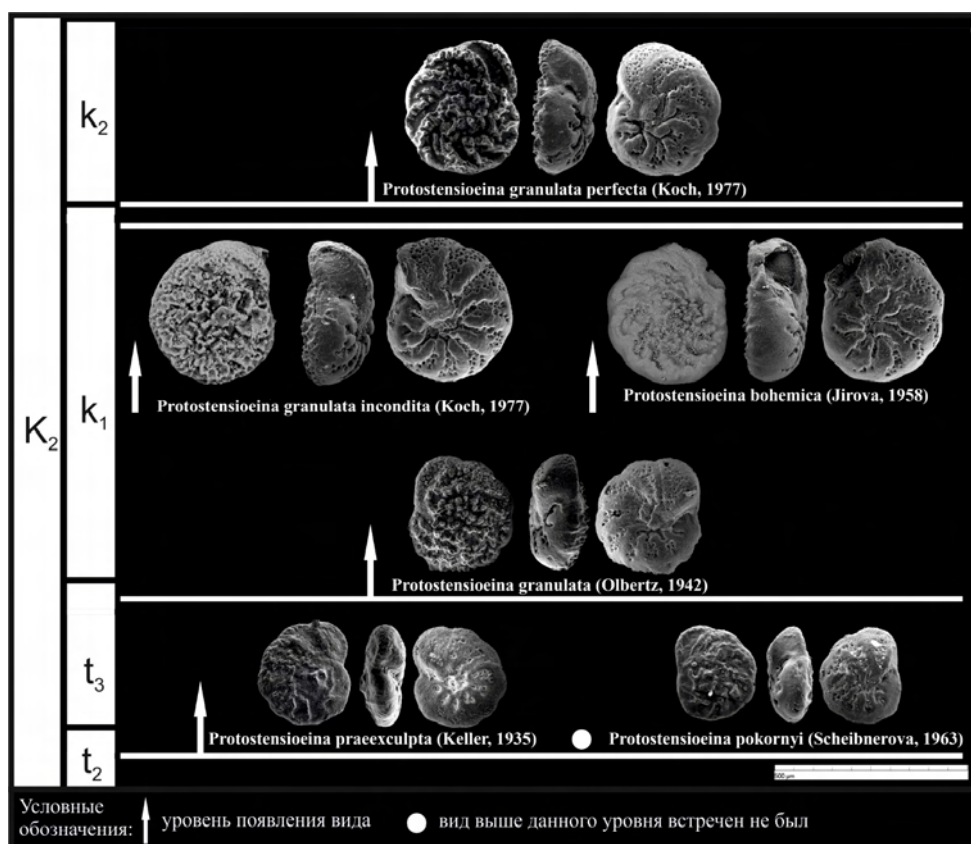 K₂
k₂
Protostensioeina granulata perfecta (Koch, 1977)
k₁
Protostensioeina granulata incondita (Koch, 1977)
Protostensioeina bohemica (Jirova, 1958)
Protostensioeina granulata (Olbertz, 1942)
t₃
Protostensioeina praeexculpta (Keller, 1935)
Protostensioeina pokornyi (Scheibnerova, 1963)
t₂
500 µm
Условные
обозначения:
уровень появления вида
вид выше данного уровня встречен не был